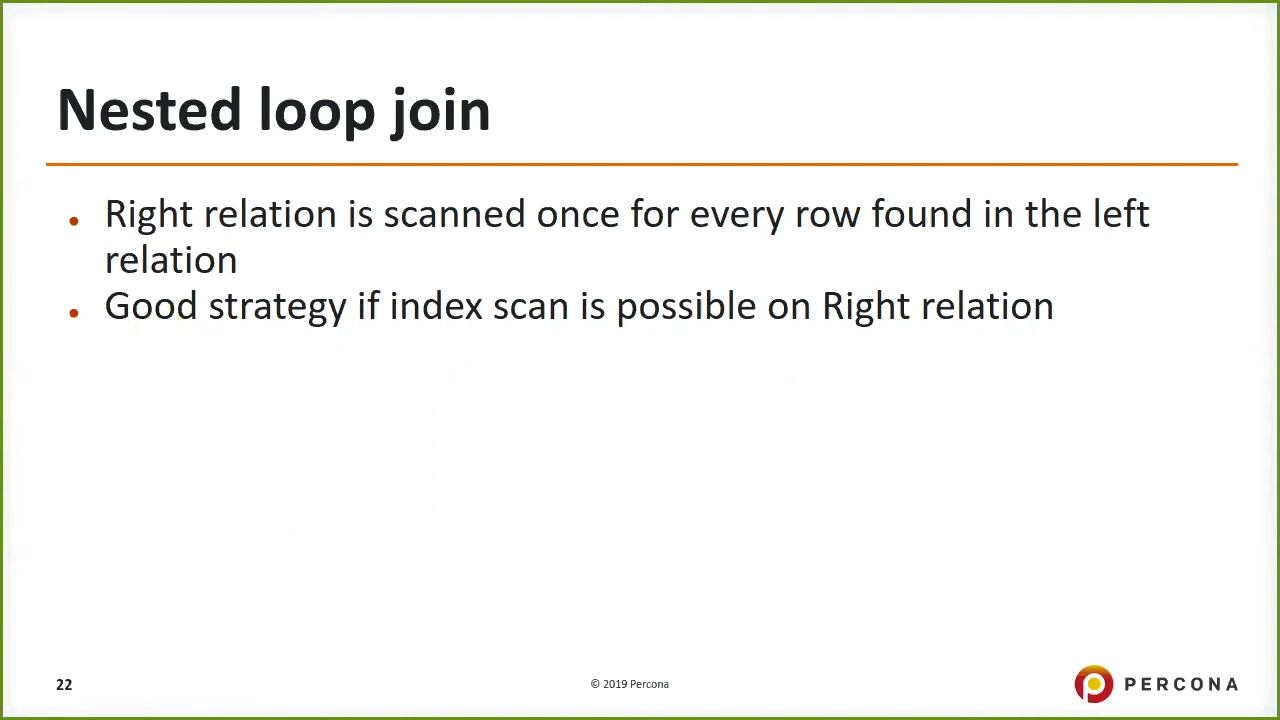 Nested loop join
• Right relation is scanned once for every row found in the left
relation
• Good strategy if index scan is possible on Right relation
22
© 2019 Percona
PERCONA